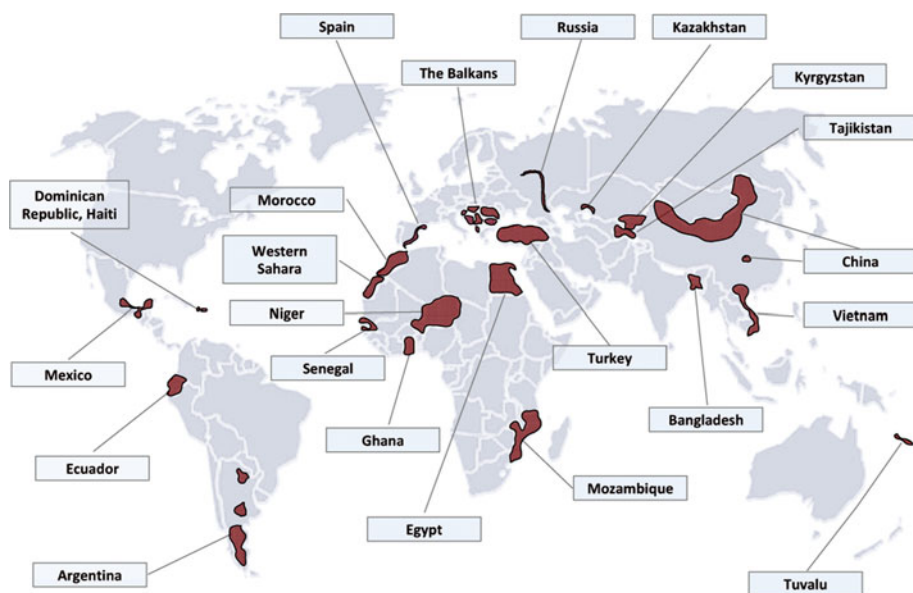 Spain
Russia
Kazakhstan
The Balkans
Kyrgyzstan
Tajikistan
Dominican
Republic, Haiti
Morocco
Western
Sahara
China
Niger
Vietnam
Senegal
Turkey
Mexico
Bangladesh
Ghana
Ecuador
Mozambique
Egypt
Argentina
Tuvalu